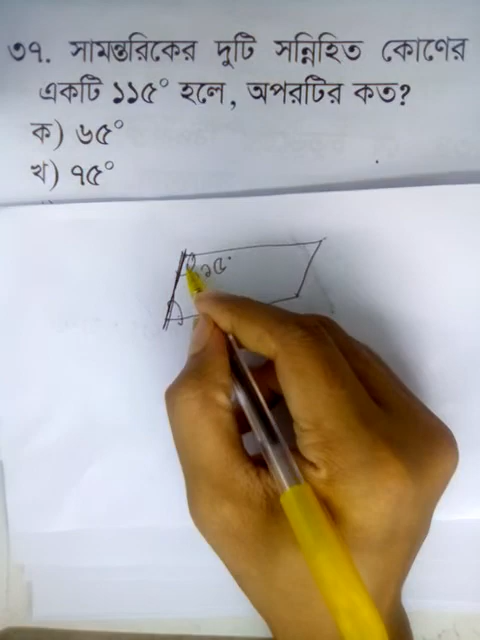 ৩৭. সামন্তরিকের দুটি সন্নিহিত কোণের
একটি ১১৫° হলে, অপরটির কত?
ক) ৬৫°
খ) ৭৫°